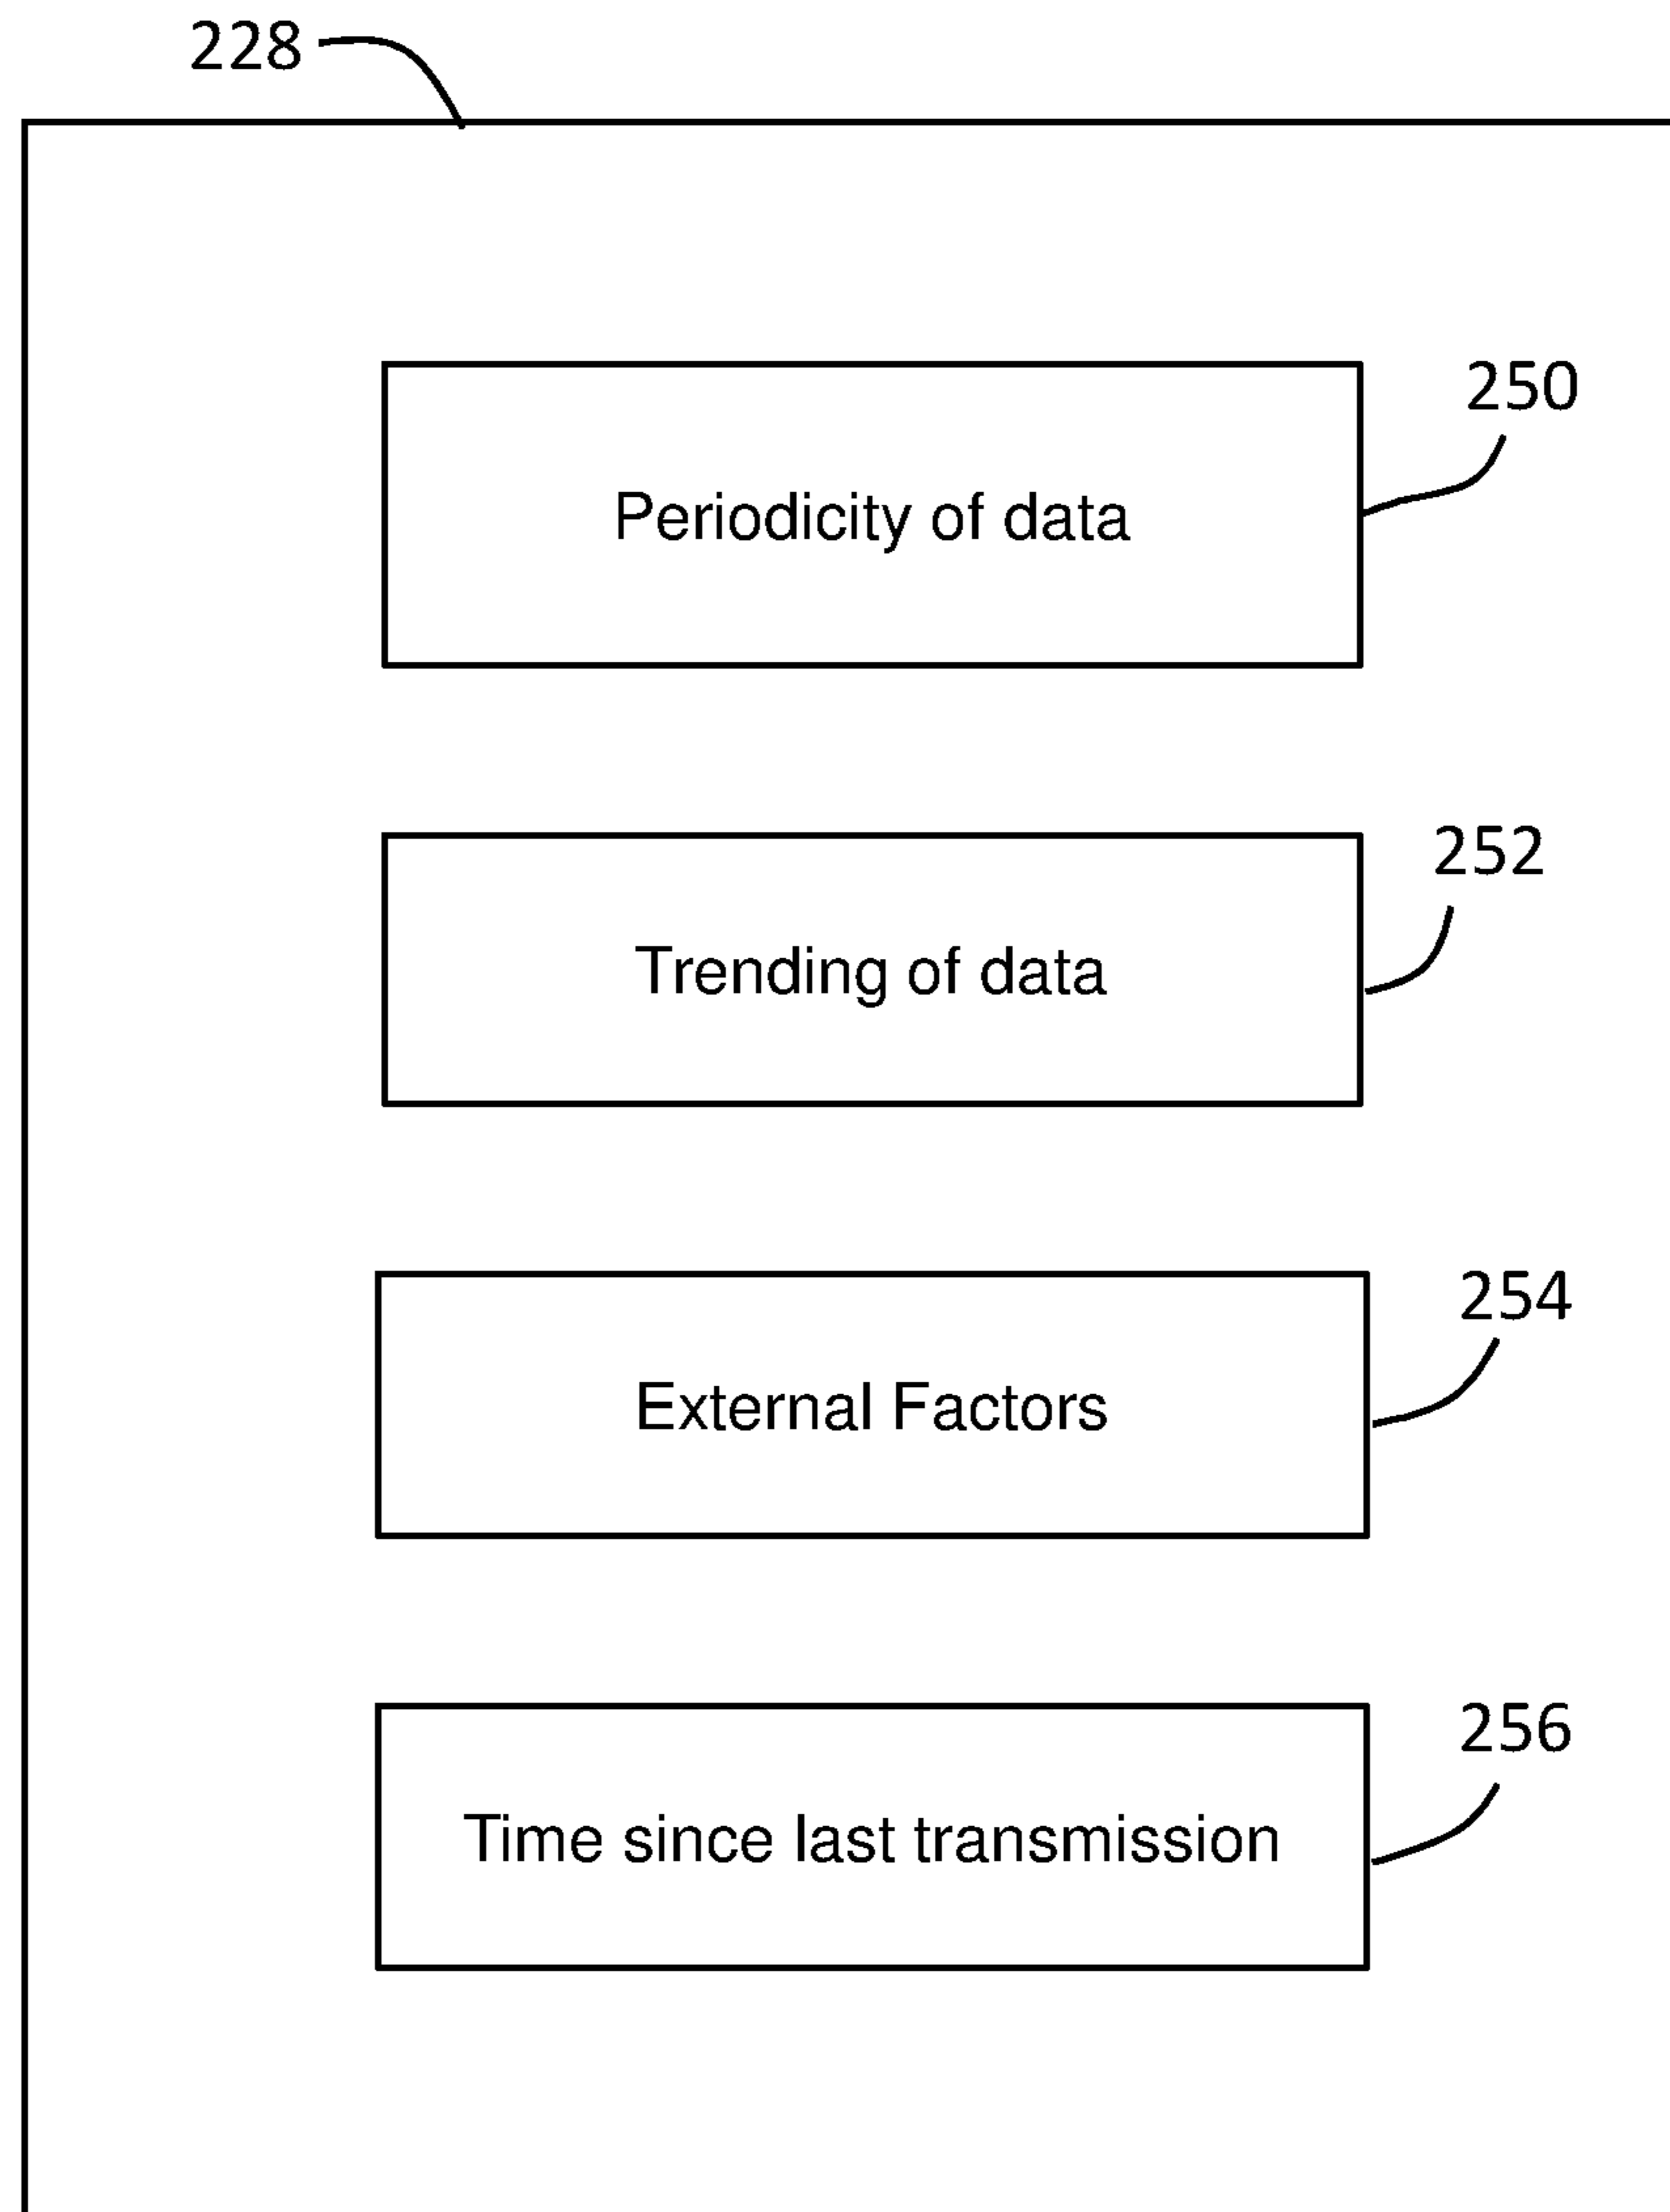 228
250
Periodicity of data
252
Trending of data
254
External Factors
256
Time since last transmission